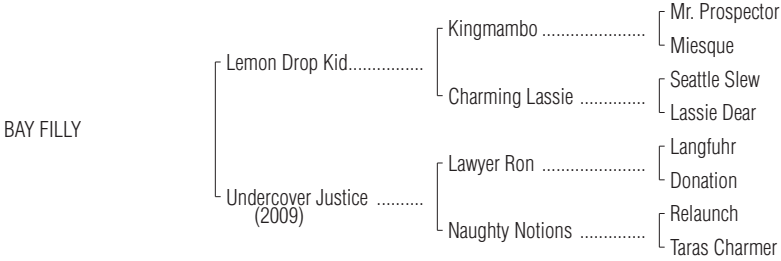 Mr. Prospector
Kingmambo ......................
Miesque
Lemon Drop Kid................
Seattle Slew
Charming Lassie ..............
Lassie Dear
BAY FILLY
Langfuhr
Lawyer Ron ......................
Donation
Undercover Justice ..........
(2009)
Relaunch
Naughty Notions ..............
Taras Charmer